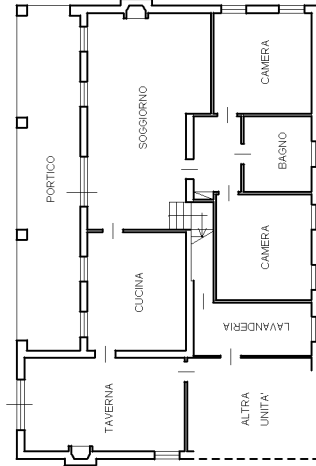 CAMERA
SOGGIORNO
BAGNO
PORTICO
CAMERA
CUCINA
LAVANDERIA
TAVERNA
ALTRA
UNITA'